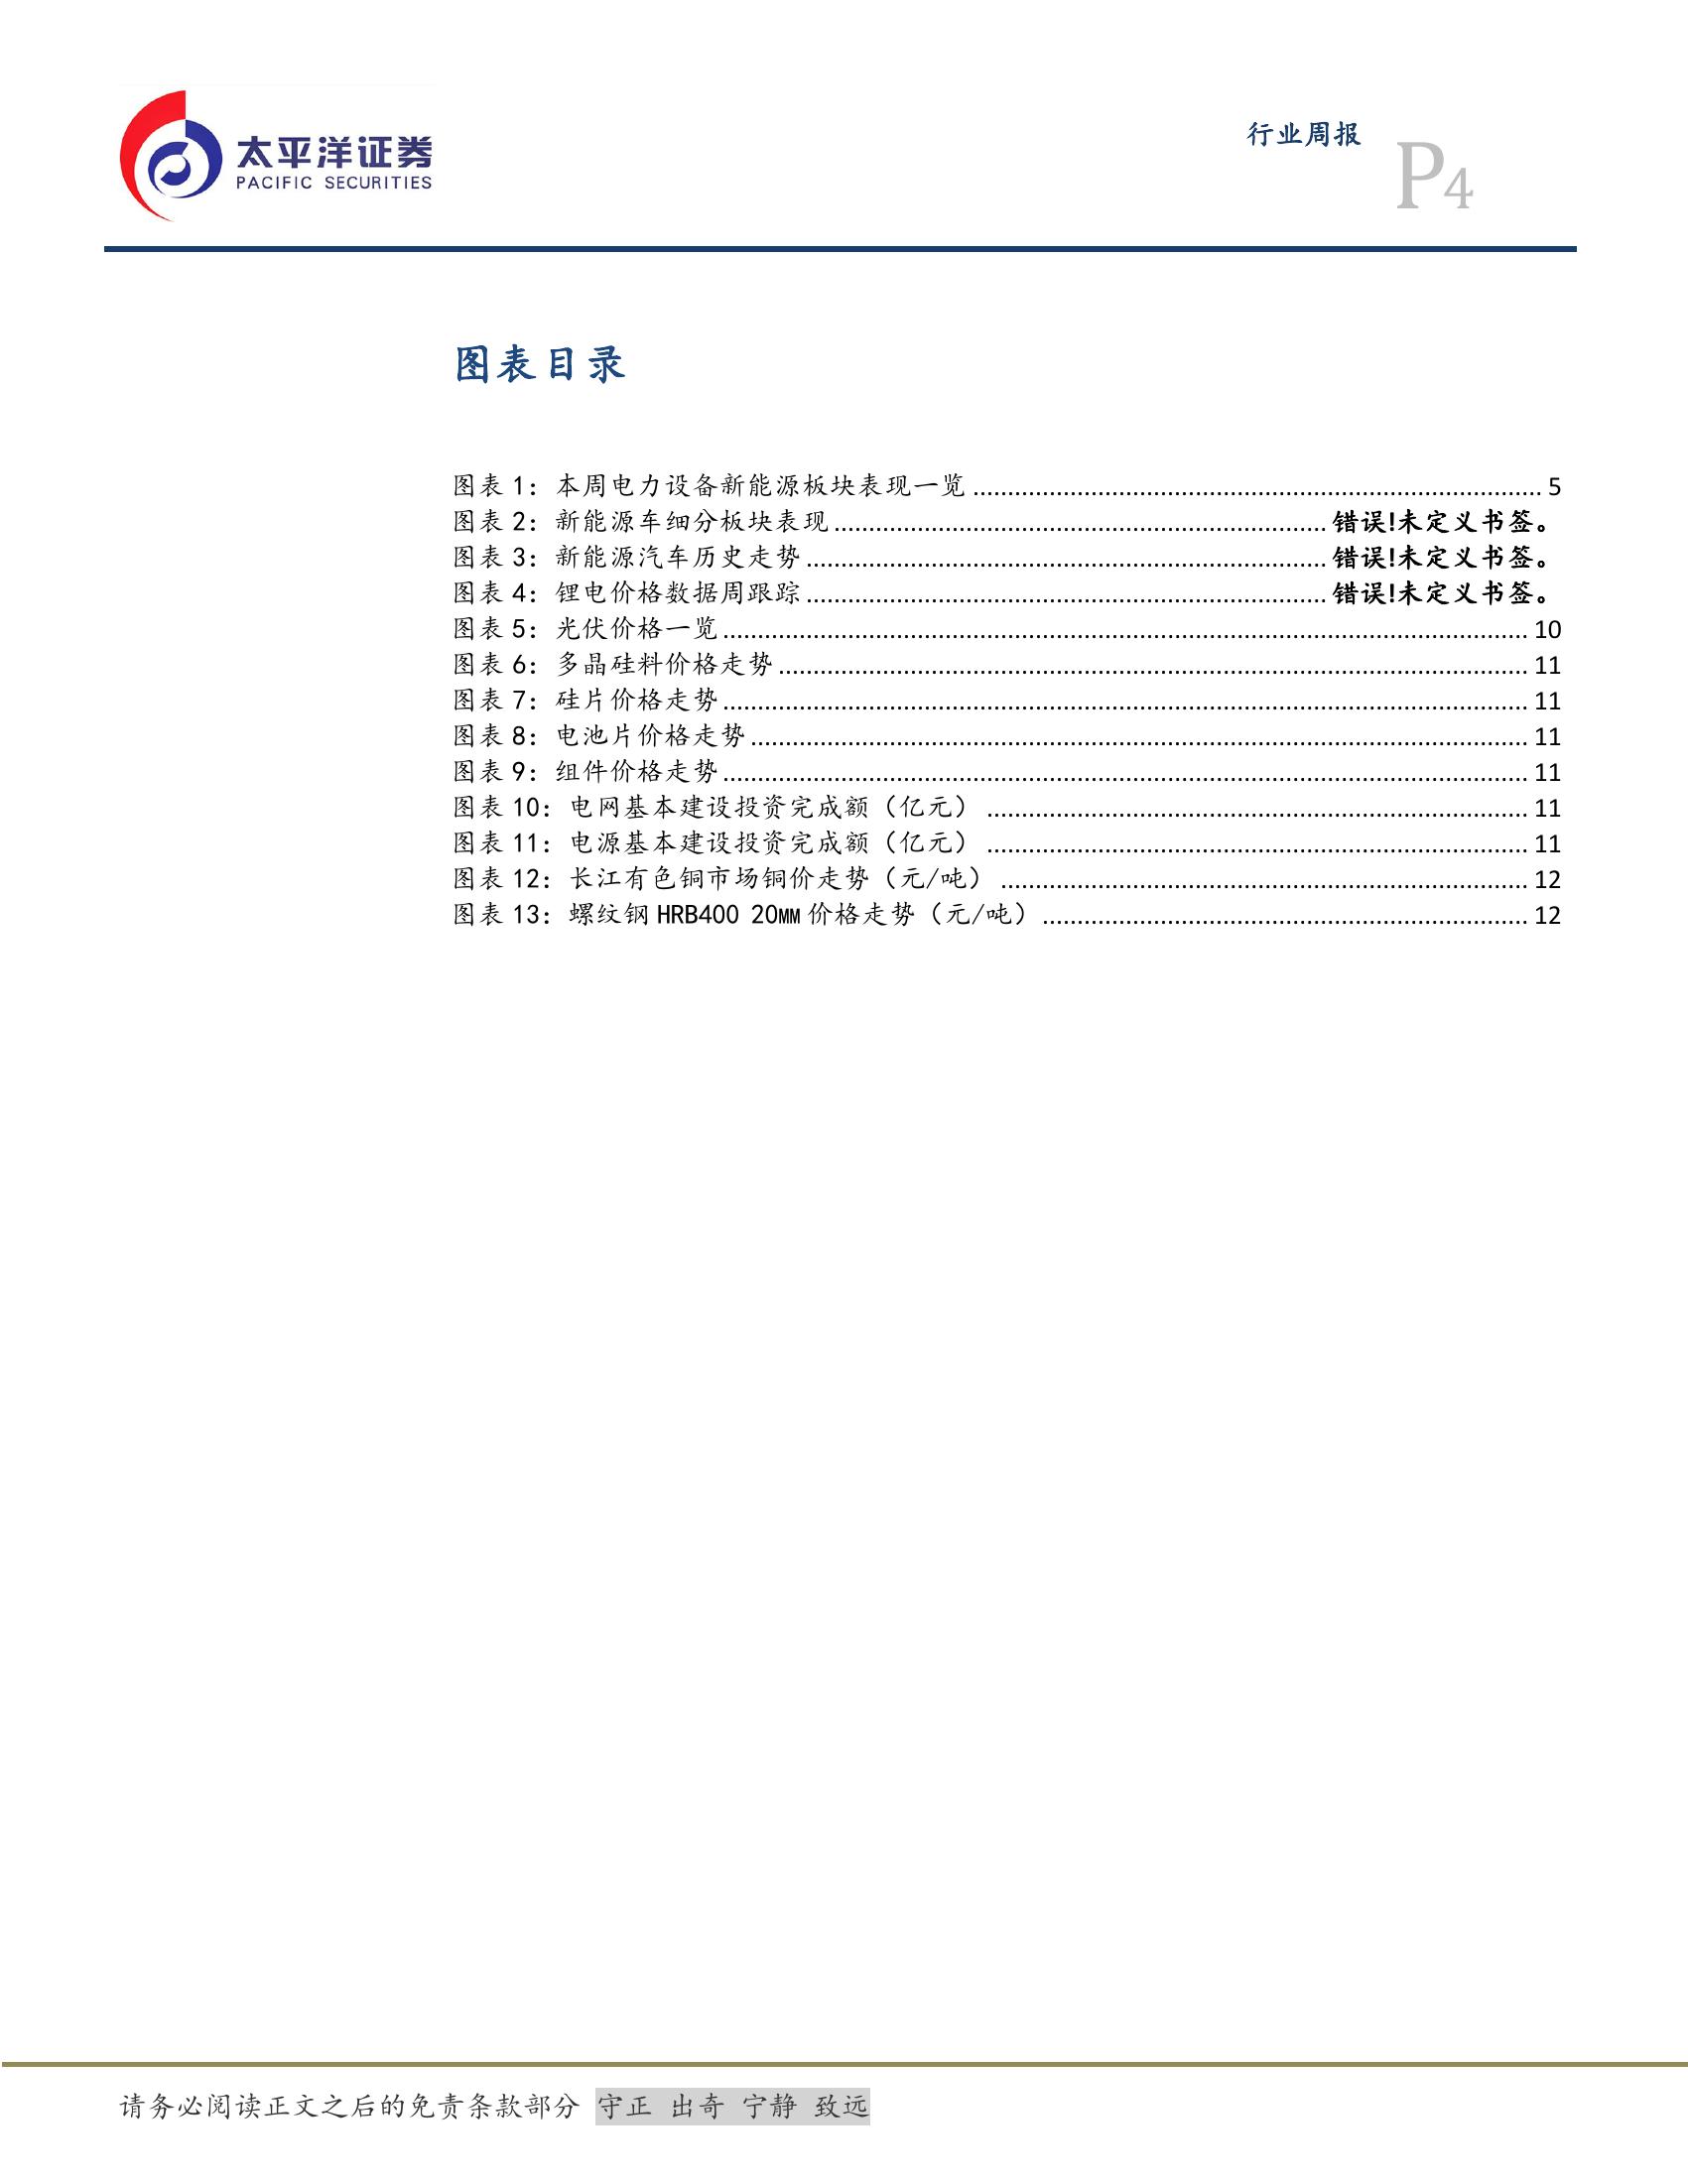 太平洋证券
PACIFIC SECURITIES
行业周报
P4
图表目录
图表 1：本周电力设备新能源板块表现一览 ........ 5
图表 2：新能源车细分板块表现 ........ 错误!未定义书签。
图表 3：新能源汽车历史走势 ........ 错误!未定义书签。
图表 4：锂电价格数据周跟踪 ........ 错误!未定义书签。
图表 5：光伏价格一览 ........ 10
图表 6：多晶硅料价格走势 ........ 11
图表 7：硅片价格走势 ........ 11
图表 8：电池片价格走势 ........ 11
图表 9：组件价格走势 ........ 11
图表 10：电网基本建设投资完成额（亿元） ........ 11
图表 11：电源基本建设投资完成额（亿元） ........ 11
图表 12：长江有色铜市场铜价走势（元/吨） ........ 12
图表 13：螺纹钢 HRB400 20MM 价格走势（元/吨） ........ 12
请务必阅读正文之后的免责条款部分 守正 出奇 宁静 致远